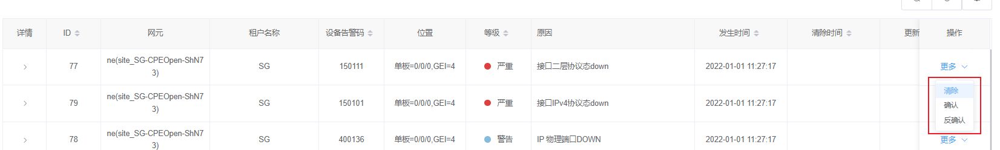 详情 ID 网元 租户名称 设备告警码 位置 等级 原因 发生时间 清除时间 更新 操作
77 ne(site_SG-CPEOpen-ShN7
3) SG 150111 单板=0/0/0,GEI=4 严重 接口二层协议态down 2022-01-01 11:27:17 更多
清除
79 ne(site_SG-CPEOpen-ShN7
3) SG 150101 单板=0/0/0,GEI=4 严重 接口IPv4协议态down 2022-01-01 11:27:17
确认
反确认
78 ne(site_SG-CPEOpen-ShN7
3) SG 400136 单板=0/0/0,GEI=4 警告 IP 物理端口DOWN 2022-01-01 11:27:17 更多